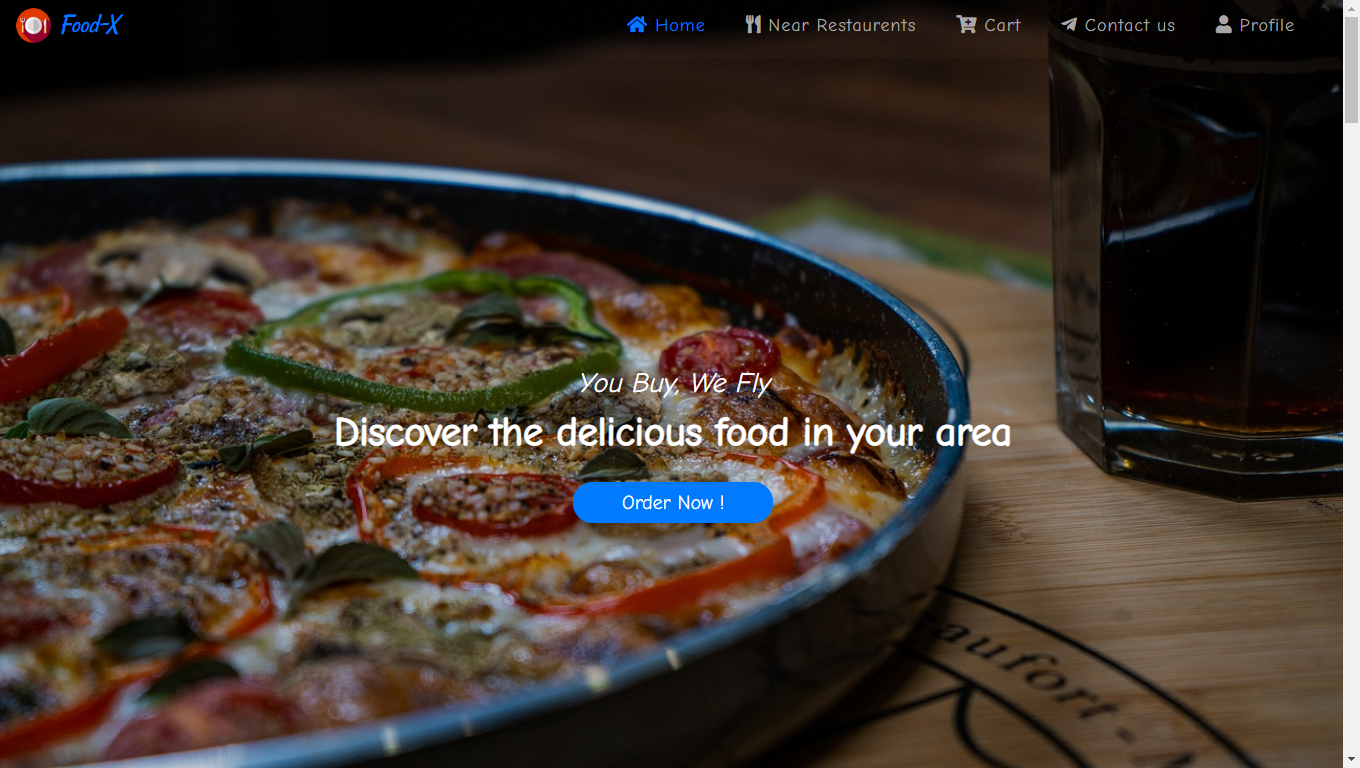 Food-X
Home
Near Restaurents
Cart
Contact us
Profile
You Buy, We Fly
Discover the delicious food in your area
Order Now !